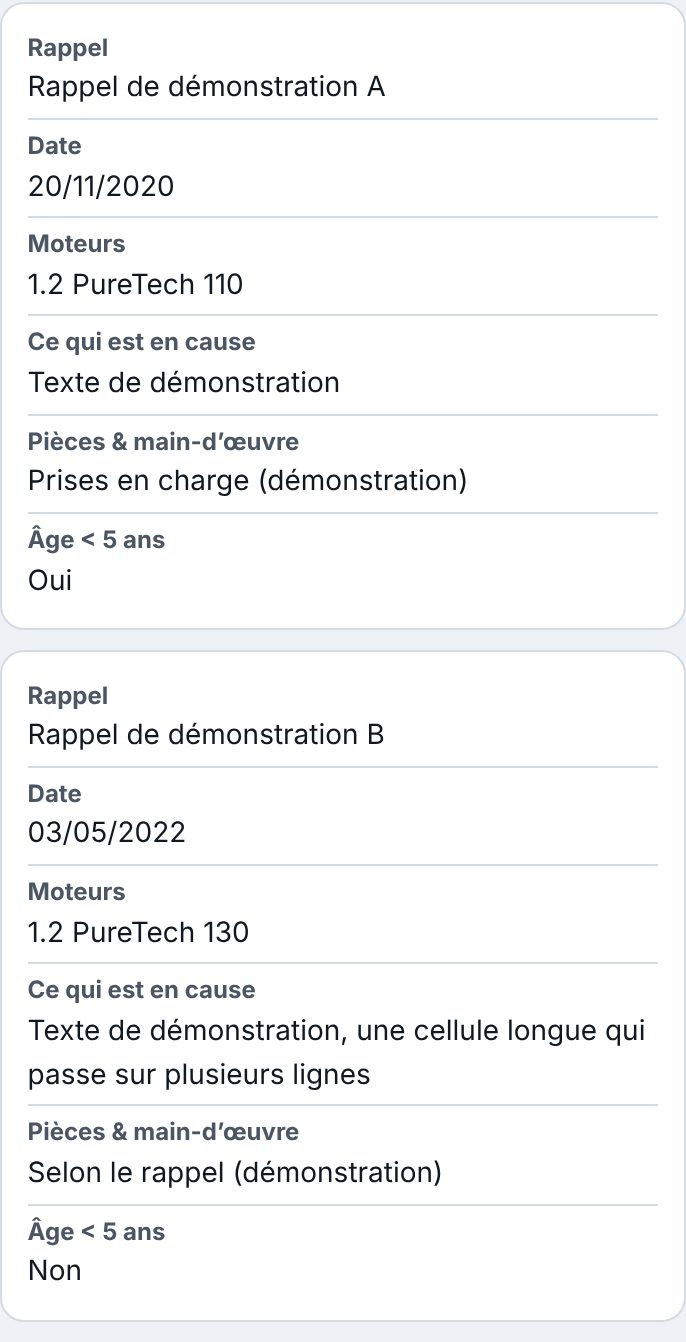 Rappel
Rappel de démonstration A
Date
20/11/2020
Moteurs
1.2 PureTech 110
Ce qui est en cause
Texte de démonstration
Pièces & main-d’œuvre
Prises en charge (démonstration)
Âge < 5 ans
Oui
Rappel
Rappel de démonstration B
Date
03/05/2022
Moteurs
1.2 PureTech 130
Ce qui est en cause
Texte de démonstration, une cellule longue qui
passe sur plusieurs lignes
Pièces & main-d’œuvre
Selon le rappel (démonstration)
Âge < 5 ans
Non